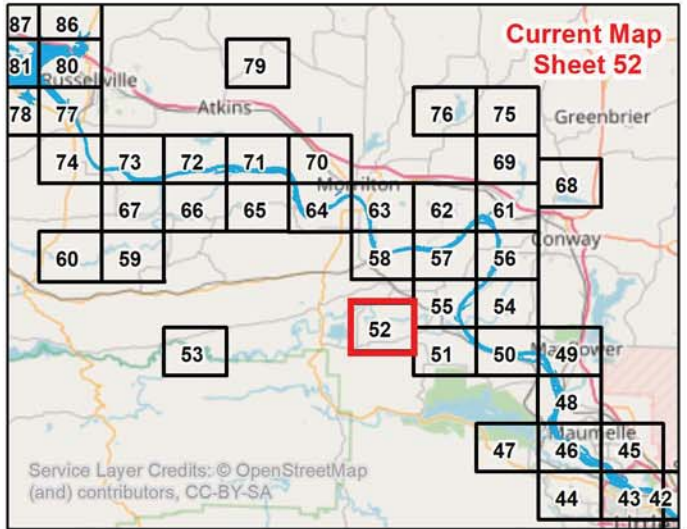 87 86
Current Map
Sheet 52
81 80
79
Russellville
78 77
Atkins
76 75
Greenbrier
74 73 72 71 70
69
Morrilton
68
67 66 65 64 63 62 61
Conway
60 59
58 57 56
55 54
52
53
51 50 49
48
Maumelle
47 46 45
Service Layer Credits: © OpenStreetMap
(and) contributors, CC-BY-SA
44 43 42